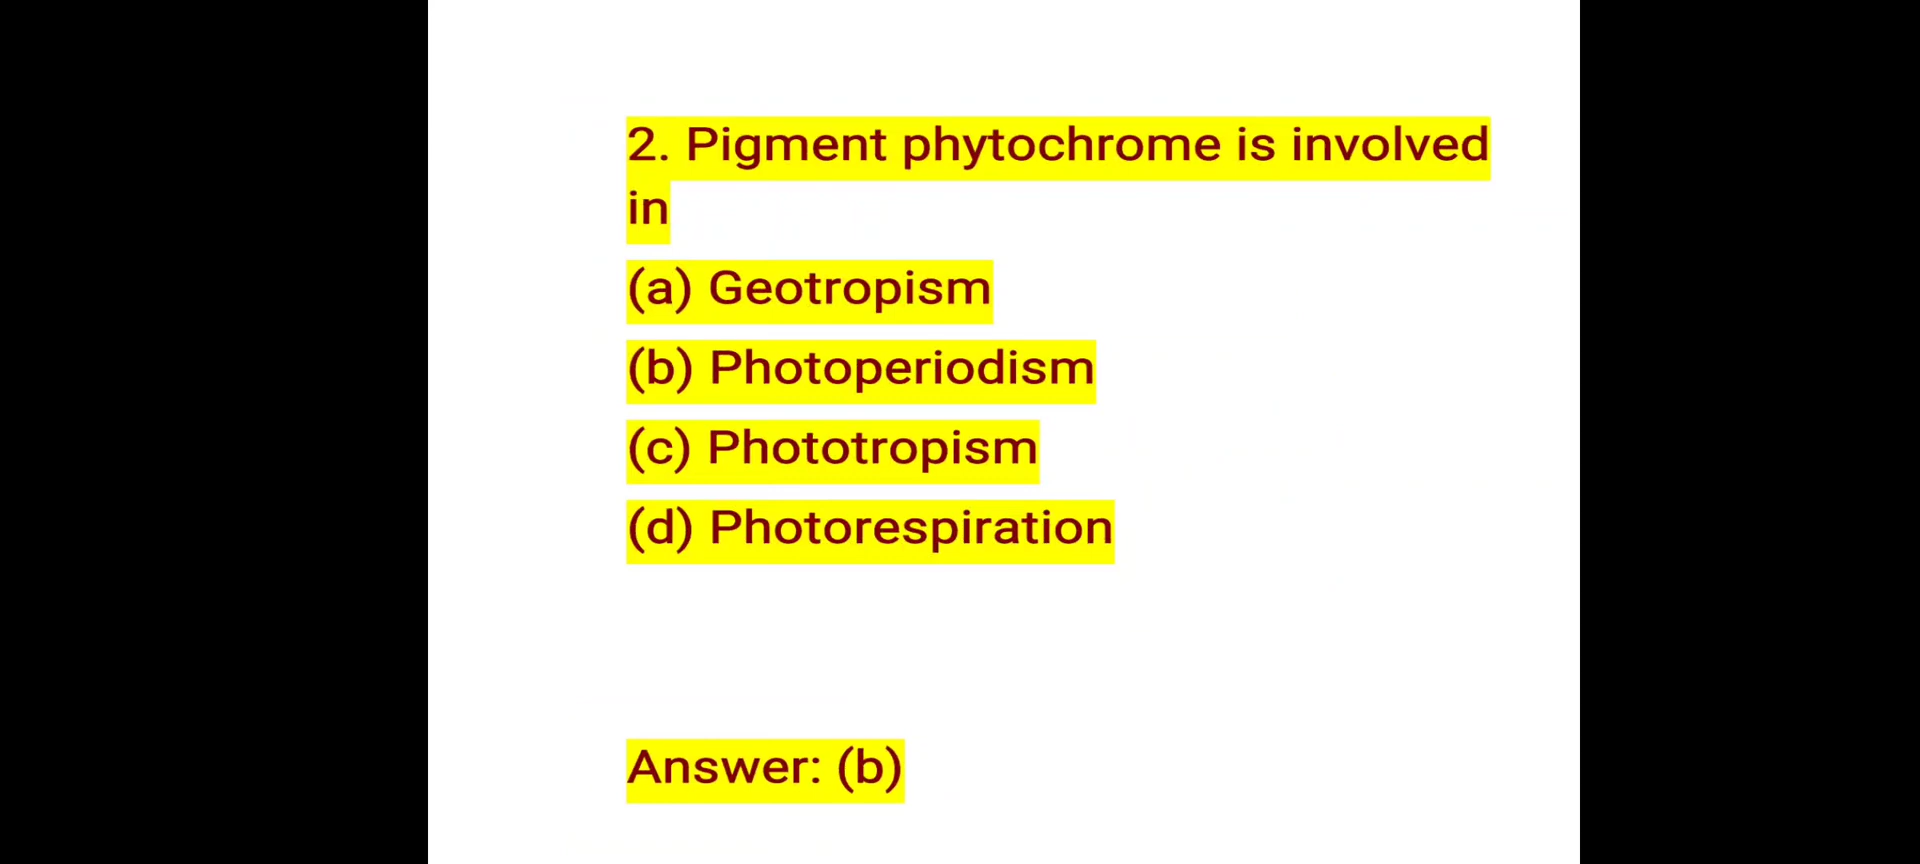 2. Pigment phytochrome is involved
in
(a) Geotropism
(b) Photoperiodism
(c) Phototropism
(d) Photorespiration
Answer: (b)